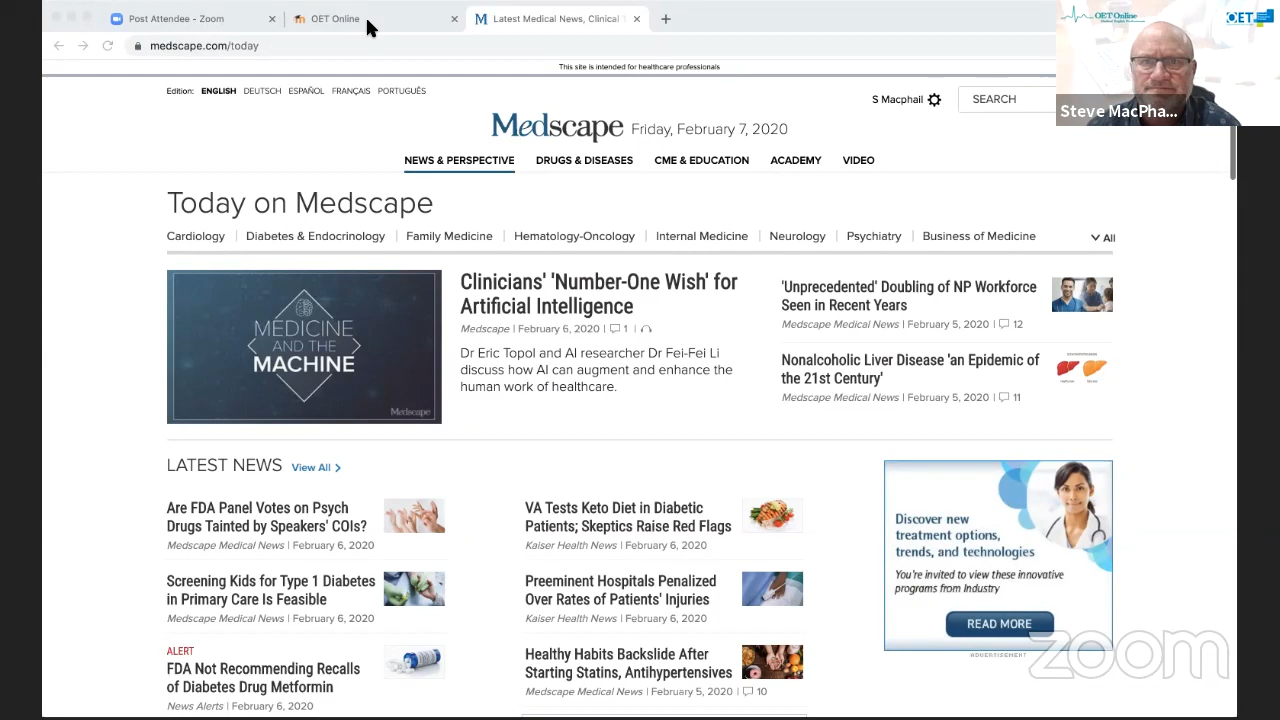 Post Attendee - Zoom
OET Online
Latest Medical News, Clinical T
medscape.com/today
OET Online
OET
Steve MacPha...
This site is intended for healthcare professionals
Edition: ENGLISH DEUTSCH ESPAÑOL FRANÇAIS PORTUGUÊS
S Macphail
SEARCH
Medscape Friday, February 7, 2020
NEWS & PERSPECTIVE DRUGS & DISEASES CME & EDUCATION ACADEMY VIDEO
Today on Medscape
Cardiology | Diabetes & Endocrinology | Family Medicine | Hematology-Oncology | Internal Medicine | Neurology | Psychiatry | Business of Medicine
All
MEDICINE
AND THE
MACHINE
Medscape
Clinicians' 'Number-One Wish' for
Artificial Intelligence
Medscape | February 6, 2020 | 1 |
Dr Eric Topol and AI researcher Dr Fei-Fei Li
discuss how AI can augment and enhance the
human work of healthcare.
'Unprecedented' Doubling of NP Workforce
Seen in Recent Years
Medscape Medical News | February 5, 2020 | 12
Nonalcoholic Liver Disease 'an Epidemic of
the 21st Century'
Medscape Medical News | February 5, 2020 | 11
LATEST NEWS View All
Are FDA Panel Votes on Psych
Drugs Tainted by Speakers' COIs?
Medscape Medical News | February 6, 2020
Screening Kids for Type 1 Diabetes
in Primary Care Is Feasible
Medscape Medical News | February 6, 2020
ALERT
FDA Not Recommending Recalls
of Diabetes Drug Metformin
News Alerts | February 6, 2020
VA Tests Keto Diet in Diabetic
Patients; Skeptics Raise Red Flags
Kaiser Health News | February 6, 2020
Preeminent Hospitals Penalized
Over Rates of Patients' Injuries
Kaiser Health News | February 6, 2020
Healthy Habits Backslide After
Starting Statins, Antihypertensives
Medscape Medical News | February 5, 2020 | 10
Discover new
treatment options,
trends, and technologies
You're invited to view these innovative
programs from Industry
READ MORE
ADVERTISEMENT
zoom